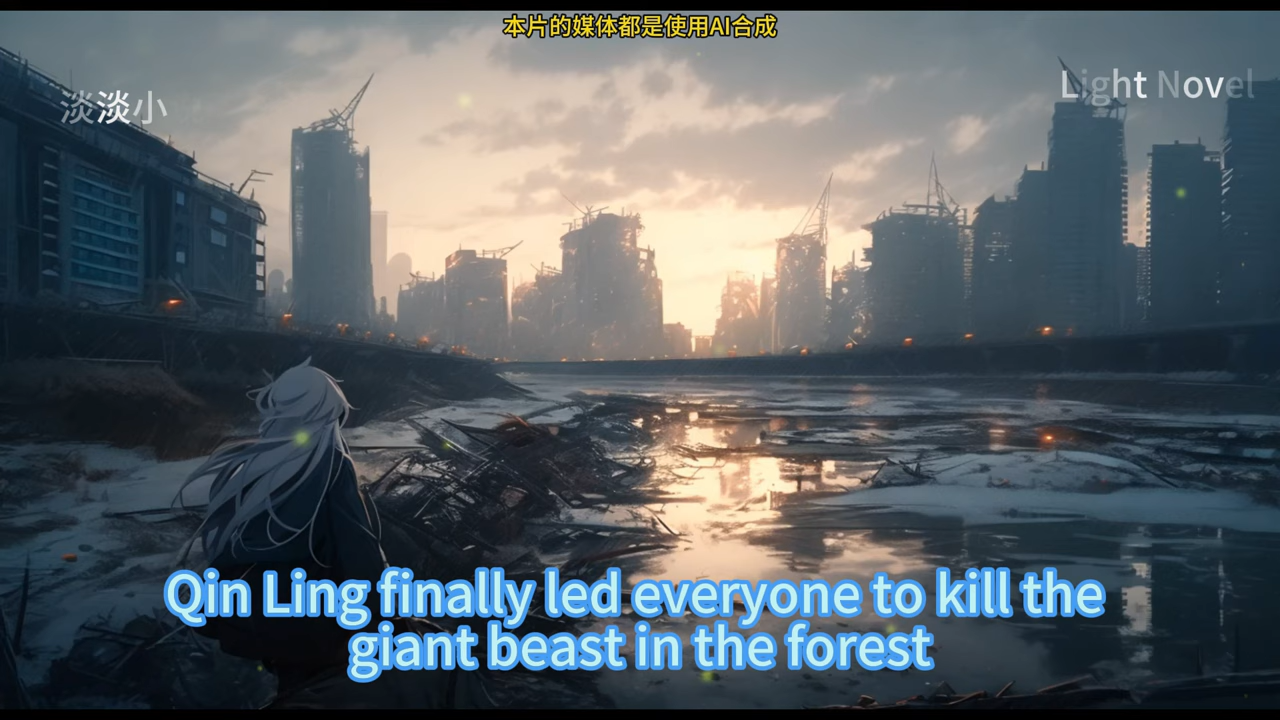 本片的媒体都是使用AI合成
淡淡小
Light Novel
Qin Ling finally led everyone to kill the
giant beast in the forest